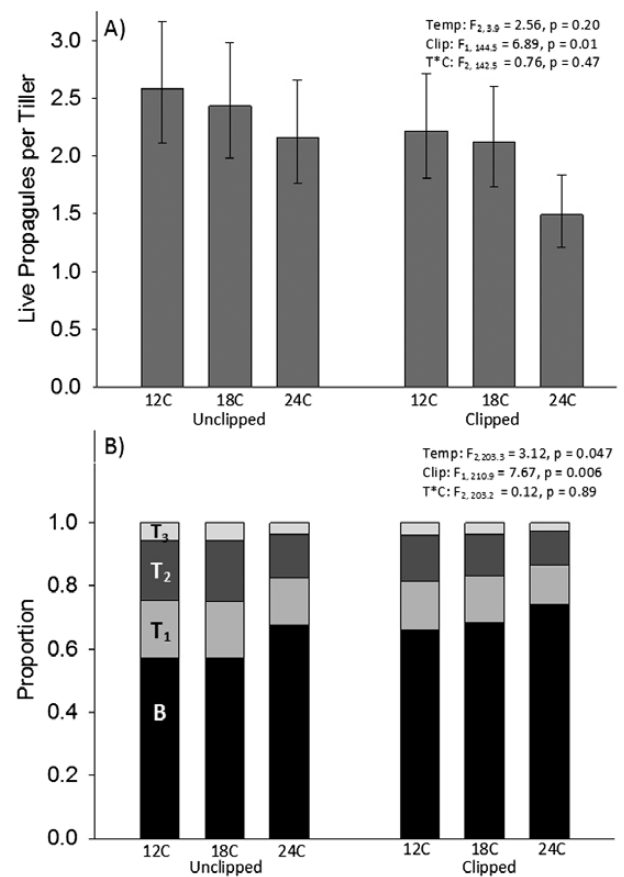 A)
Temp: F2, 3.9 = 2.56, p = 0.20
Clip: F1, 144.5 = 6.89, p = 0.01
T*C: F2, 142.5 = 0.76, p = 0.47
Live Propagules per Tiller
3.0
2.5
2.0
1.5
1.0
0.5
0.0
12C 18C 24C 12C 18C 24C
Unclipped Clipped
B)
Temp: F2,203.3 = 3.12, p = 0.047
Clip: F1,210.9 = 7.67, p = 0.006
T*C: F2,203.2 = 0.12, p = 0.89
Proportion
1.0
0.8
0.6
0.4
0.2
0.0
T3
T2
T1
B
12C 18C 24C 12C 18C 24C
Unclipped Clipped